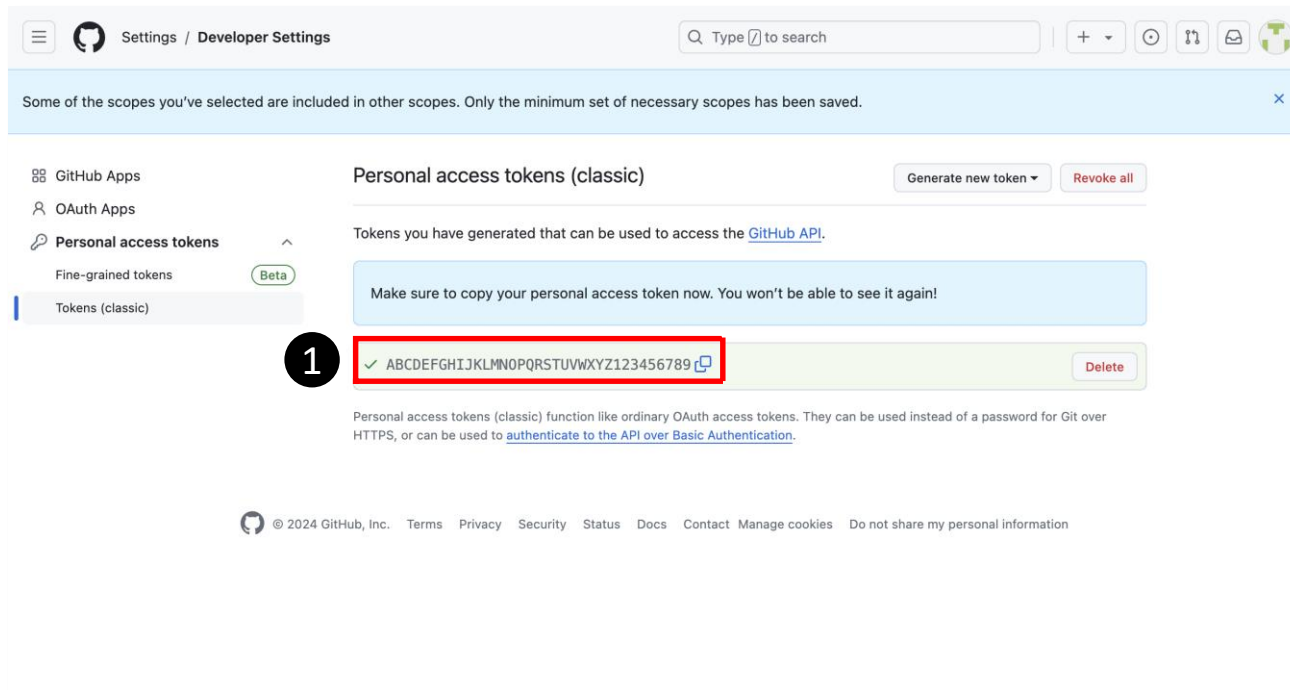 Settings / Developer Settings
Type / to search
Some of the scopes you’ve selected are included in other scopes. Only the minimum set of necessary scopes has been saved.
GitHub Apps
OAuth Apps
Personal access tokens
Fine-grained tokens Beta
Tokens (classic)
Personal access tokens (classic)
Generate new token
Revoke all
Tokens you have generated that can be used to access the GitHub API.
Make sure to copy your personal access token now. You won’t be able to see it again!
1
ABCDEFGHIJKLMNOPQRSTUVWXYZ123456789
Delete
Personal access tokens (classic) function like ordinary OAuth access tokens. They can be used instead of a password for Git over
HTTPS, or can be used to authenticate to the API over Basic Authentication.
© 2024 GitHub, Inc. Terms Privacy Security Status Docs Contact Manage cookies Do not share my personal information